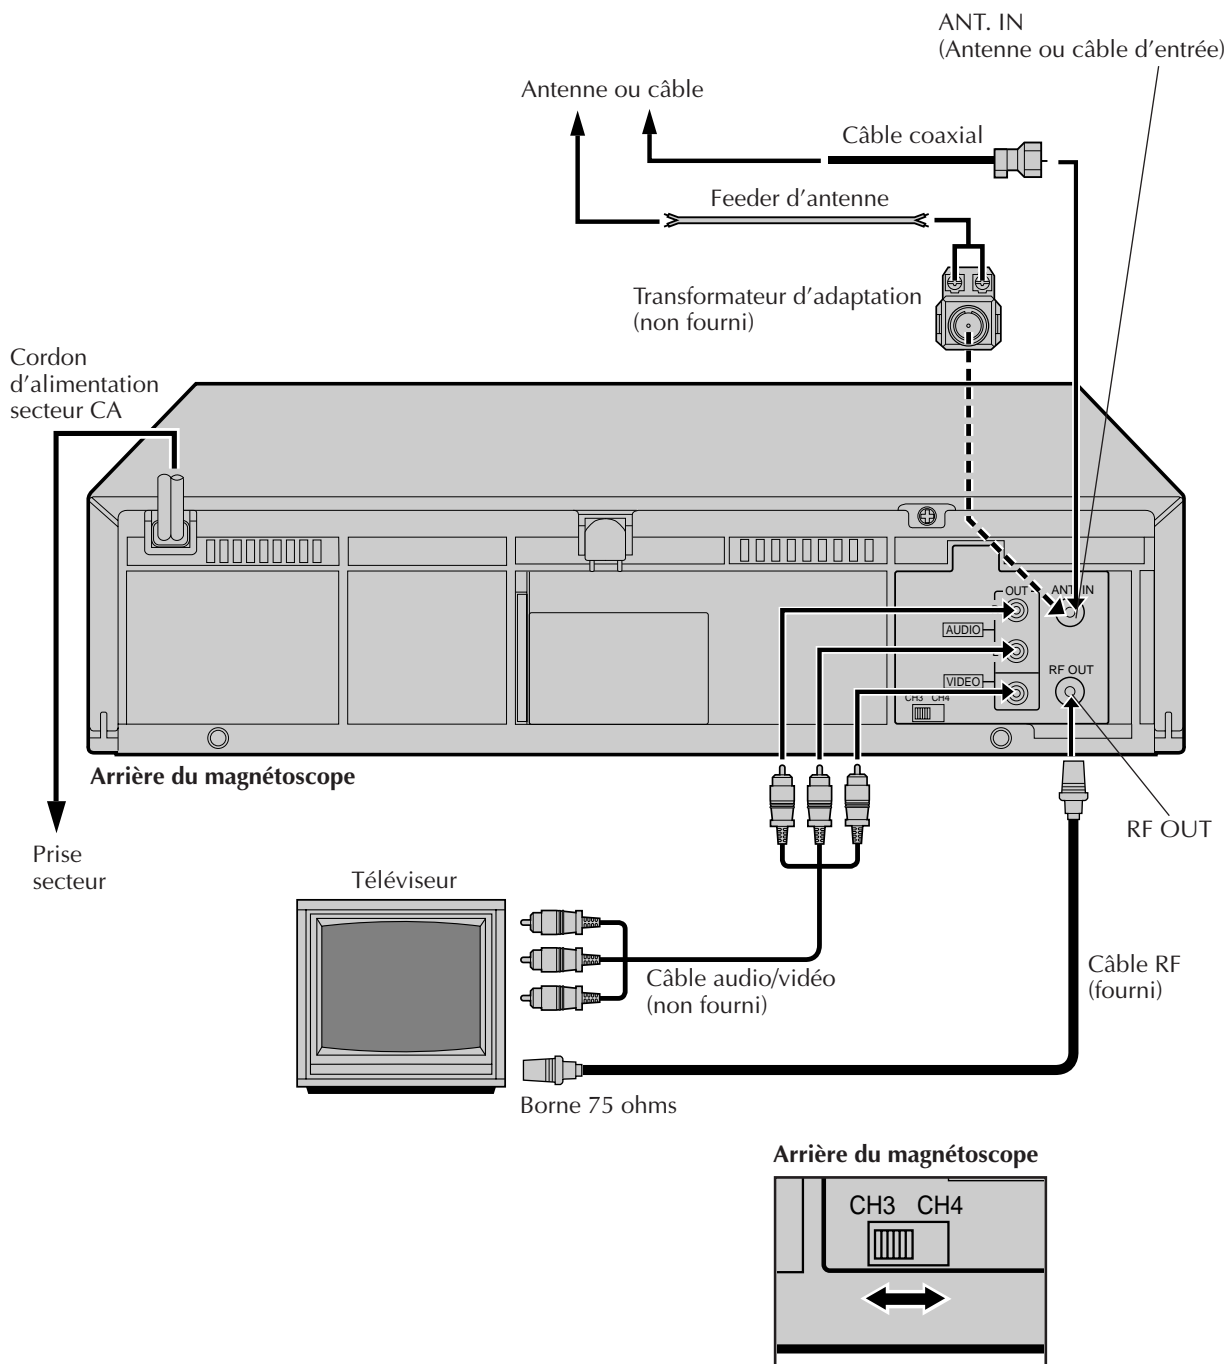 ANT. IN
(Antenne ou câble d’entrée)
Antenne ou câble
Câble coaxial
Feeder d’antenne
Transformateur d’adaptation
(non fourni)
Cordon
d’alimentation
secteur CA
OUT
ANT. IN
AUDIO
RF OUT
VIDEO
CH3 CH4
Arrière du magnétoscope
RF OUT
Prise
secteur
Téléviseur
Câble audio/vidéo
(non fourni)
Câble RF
(fourni)
Borne 75 ohms
Arrière du magnétoscope
CH3 CH4